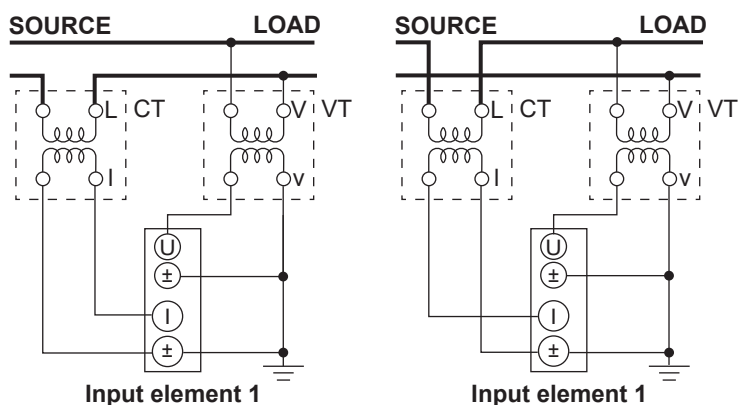 SOURCE LOAD
L CT V VT
l v
U
±
I
±
Input element 1
SOURCE LOAD
L CT V VT
l v
U
±
I
±
Input element 1